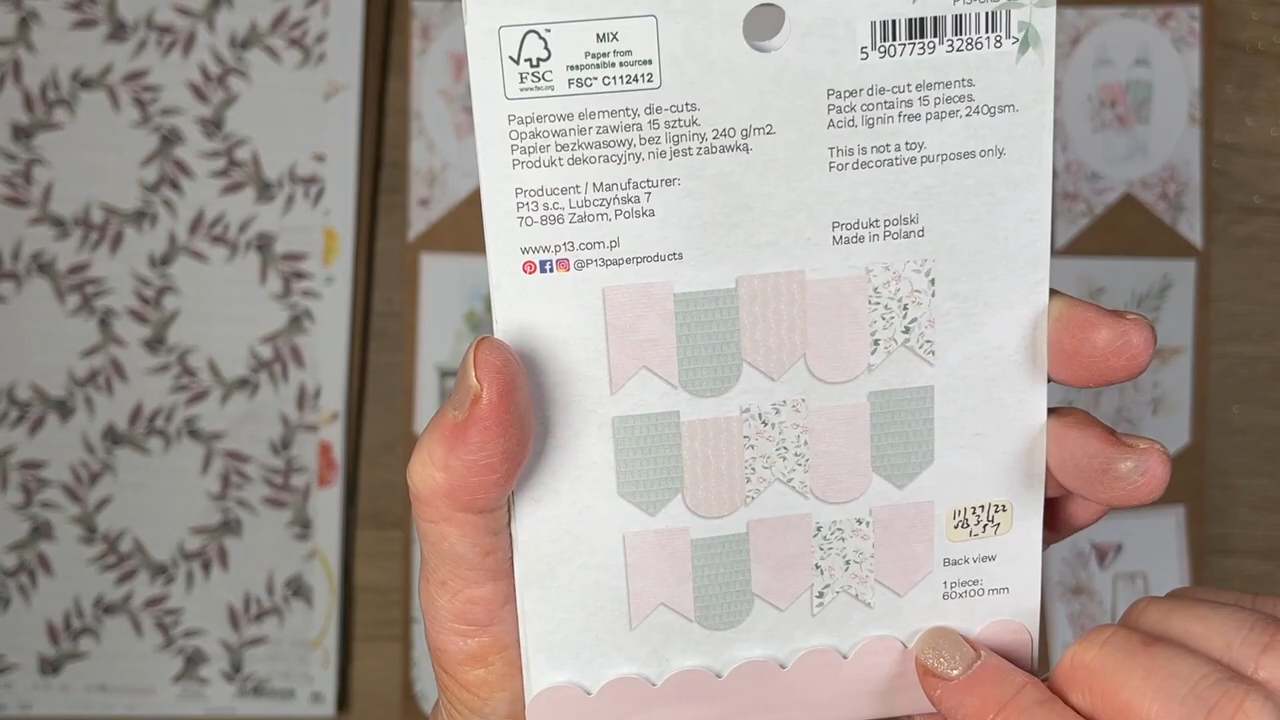 MIX
Paper from
responsible sources
FSC™ C112412
FSC
www.fsc.org
5 907739 328618 >
Papierowe elementy, die-cuts.
Opakowanier zawiera 15 sztuk.
Papier bezkwasowy, bez ligniny, 240 g/m2.
Produkt dekoracyjny, nie jest zabawką.
Producent / Manufacturer:
P13 s.c., Lubczyńska 7
70-896 Załom, Polska
www.p13.com.pl
@P13paperproducts
Paper die-cut elements.
Pack contains 15 pieces.
Acid, lignin free paper, 240gsm.
This is not a toy.
For decorative purposes only.
Produkt polski
Made in Poland
11/27/22
Back view
1 piece:
60x100 mm